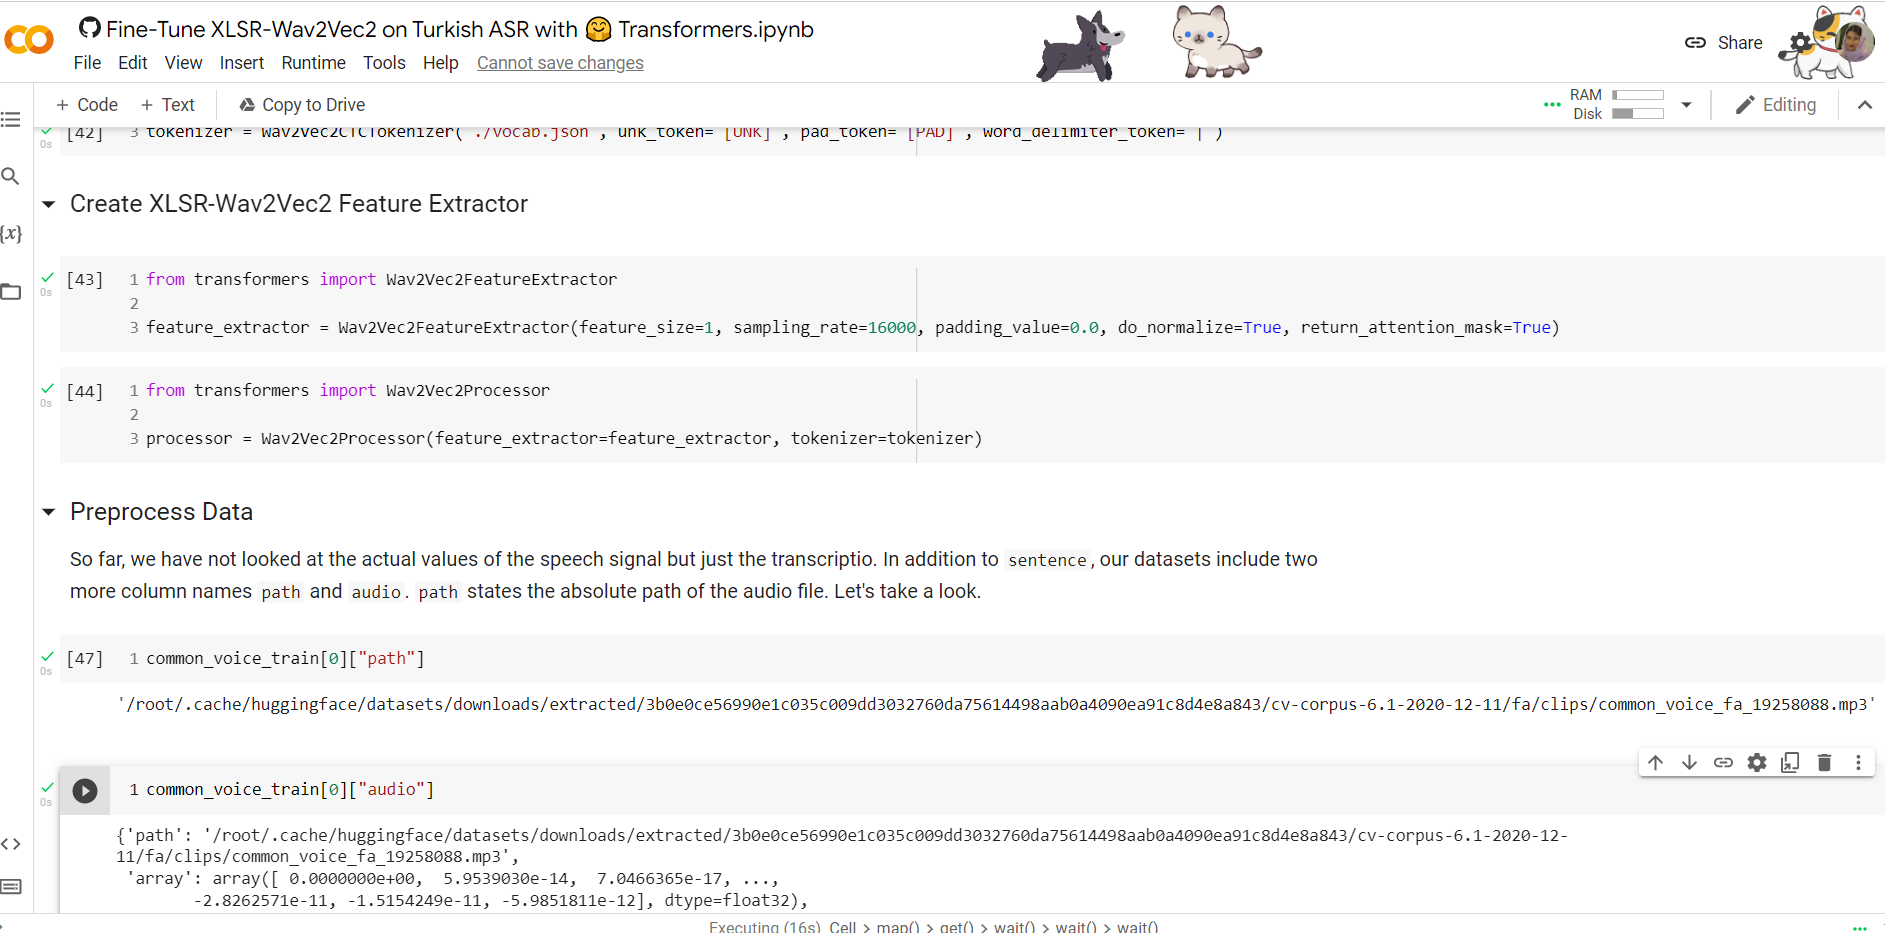 Fine-Tune XLSR-Wav2Vec2 on Turkish ASR with 🤗 Transformers.ipynb
File Edit View Insert Runtime Tools Help Cannot save changes
Share
+ Code + Text Copy to Drive
RAM
Disk
Editing
[42] 3 tokenizer = Wav2Vec2CTCTokenizer("./vocab.json", unk_token="[UNK]", pad_token="[PAD]", word_delimiter_token="|")
0s
Create XLSR-Wav2Vec2 Feature Extractor
{x}
[43] 1 from transformers import Wav2Vec2FeatureExtractor
0s
2
3 feature_extractor = Wav2Vec2FeatureExtractor(feature_size=1, sampling_rate=16000, padding_value=0.0, do_normalize=True, return_attention_mask=True)
[44] 1 from transformers import Wav2Vec2Processor
0s
2
3 processor = Wav2Vec2Processor(feature_extractor=feature_extractor, tokenizer=tokenizer)
Preprocess Data
So far, we have not looked at the actual values of the speech signal but just the transcriptio. In addition to sentence, our datasets include two
more column names path and audio. path states the absolute path of the audio file. Let's take a look.
[47] 1 common_voice_train[0]["path"]
0s
'/root/.cache/huggingface/datasets/downloads/extracted/3b0e0ce56990e1c035c009dd3032760da75614498aab0a4090ea91c8d4e8a843/cv-corpus-6.1-2020-12-11/fa/clips/common_voice_fa_19258088.mp3'
1 common_voice_train[0]["audio"]
0s
{'path': '/root/.cache/huggingface/datasets/downloads/extracted/3b0e0ce56990e1c035c009dd3032760da75614498aab0a4090ea91c8d4e8a843/cv-corpus-6.1-2020-12-
11/fa/clips/common_voice_fa_19258088.mp3',
'array': array([ 0.0000000e+00, 5.9539030e-14, 7.0466365e-17, ...,
-2.8262571e-11, -1.5154249e-11, -5.9851811e-12], dtype=float32),
Executing (16s) Cell > map() > get() > wait() > wait() > wait()